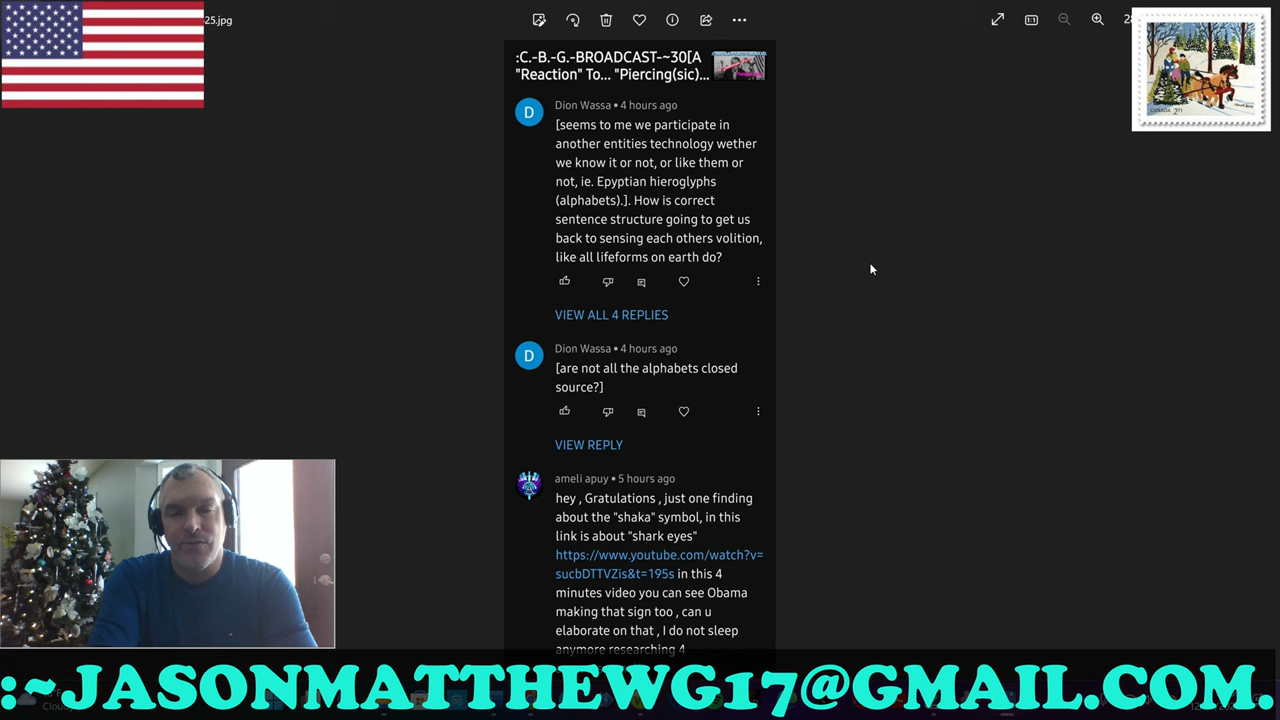 25.jpg
:C.-B.-G.-BROADCAST-~30[A
"Reaction" To... "Piercing(sic)...
Dion Wassa • 4 hours ago
seems to me we participate in
another entities technology wether
we know it or not, or like them or
not, ie. Epyptian hieroglyphs
(alphabets).]. How is correct
sentence structure going to get us
back to sensing each others volition,
like all lifeforms on earth do?
VIEW ALL 4 REPLIES
Dion Wassa • 4 hours ago
[are not all the alphabets closed
source?]
VIEW REPLY
ameli apuy • 5 hours ago
hey , Gratulations , just one finding
about the "shaka" symbol, in this
link is about "shark eyes"
https://www.youtube.com/watch?v=
sucbDTTVZis&t=195s in this 4
minutes video you can see Obama
making that sign too , can u
elaborate on that , I do not sleep
anymore researching 4
CANADA
:~JASONMATTHEWG17@GMAIL.COM.